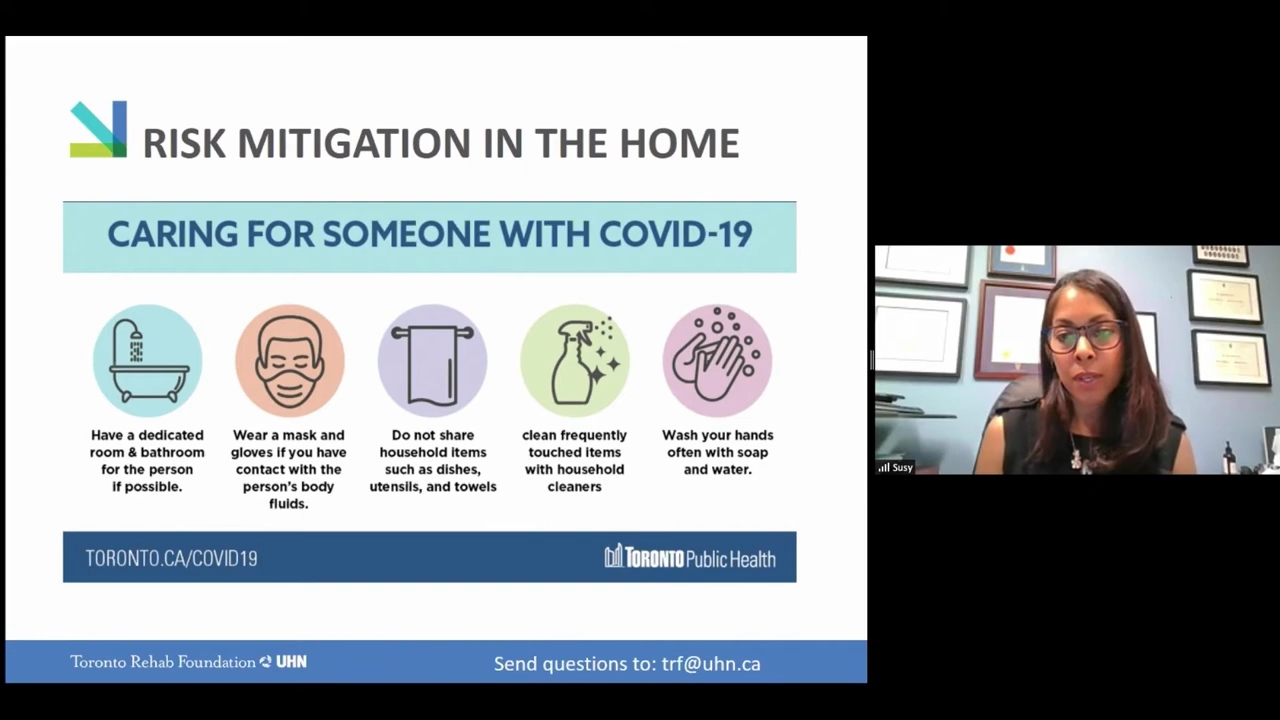 RISK MITIGATION IN THE HOME
CARING FOR SOMEONE WITH COVID-19
Have a dedicated
room & bathroom
for the person
if possible.
Wear a mask and
gloves if you have
contact with the
person's body
fluids.
Do not share
household items
such as dishes,
utensils, and towels
clean frequently
touched items
with household
cleaners
Wash your hands
often with soap
and water.
TORONTO.CA/COVID19
TORONTO Public Health
Toronto Rehab Foundation UHN
Send questions to: trf@uhn.ca
Susy